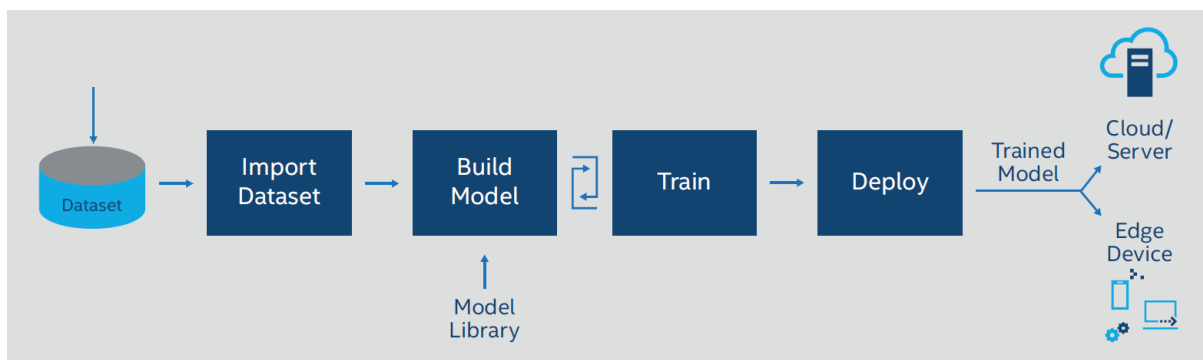 Dataset
Import
Dataset
Build
Model
Model
Library
Train
Deploy
Trained
Model
Cloud/
Server
Edge
Device